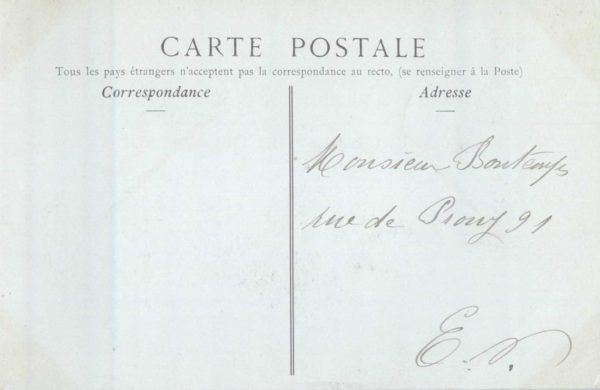 CARTE POSTALE
Tous les pays étrangers n'acceptent pas la correspondance au recto, (se renseigner à la Poste)
Correspondance
Adresse
Monsieur Bontemps
rue de Prony 91
E. V.